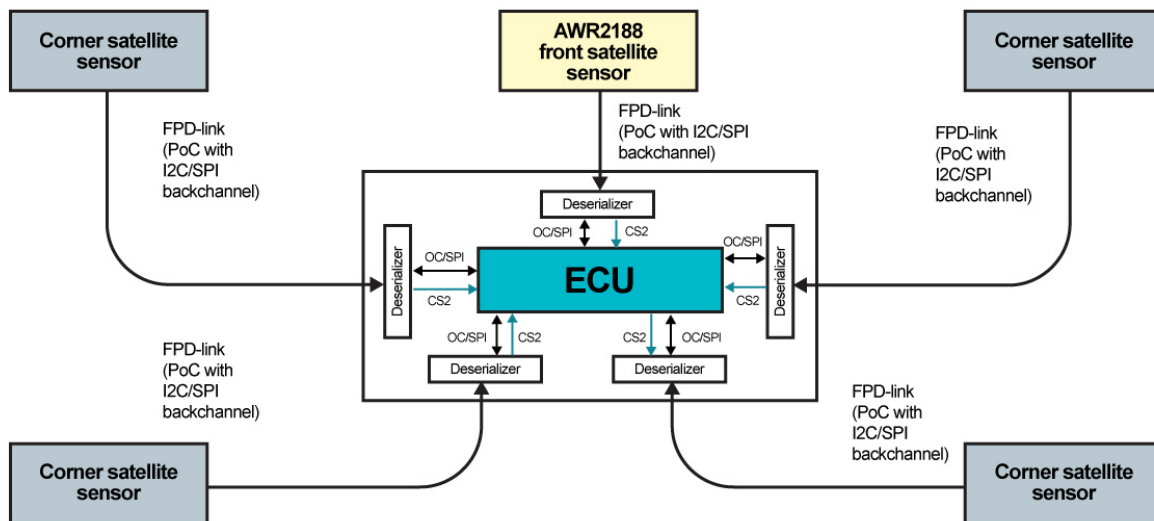 Corner satellite
sensor
AWR2188
front satellite
sensor
Corner satellite
sensor
FPD-link
(PoC with
I2C/SPI
backchannel)
FPD-link
(PoC with I2C/SPI
backchannel)
FPD-link
(PoC with
I2C/SPI
backchannel)
Deserializer
OC/SPI
CS2
Deserializer
OC/SPI
CS2
ECU
OC/SPI
CS2
Deserializer
OC/SPI
CS2
Deserializer
CS2
OC/SPI
Deserializer
FPD-link
(PoC with
I2C/SPI
backchannel)
FPD-link
(PoC with
I2C/SPI
backchannel)
Corner satellite
sensor
Corner satellite
sensor